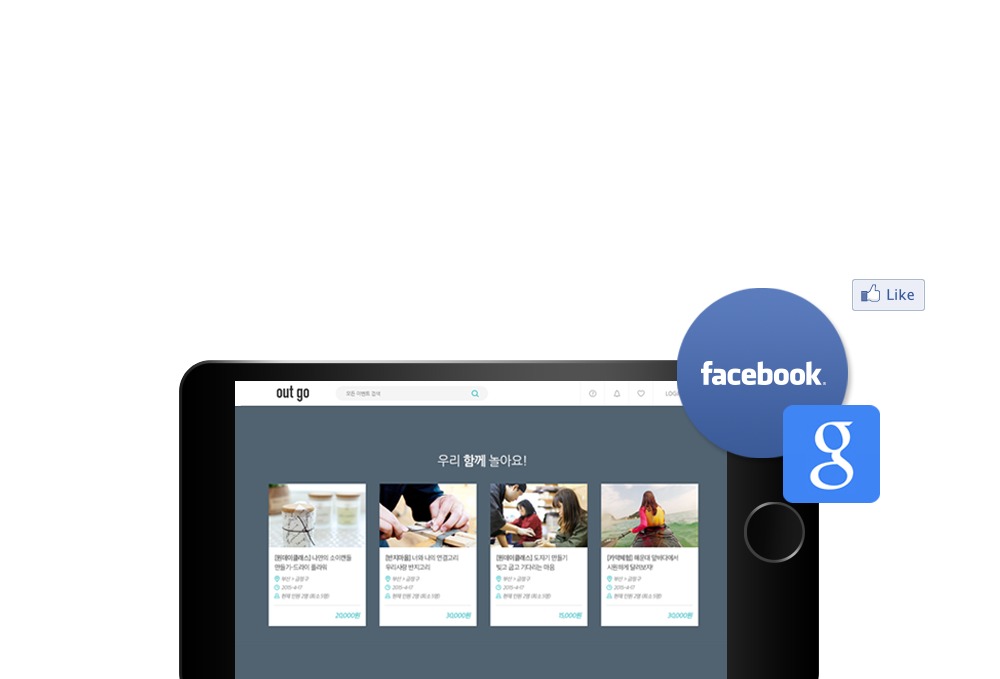 Like
facebook.
g
out go
모든 이벤트 검색
우리 함께 놀아요!
[원데이클래스] 나만의 소이캔들
만들기-드라이 플라워
부산 > 금정구
2015-4-17
현재 인원 2명 (최소 5명)
20,000원
[반지마을] 너와 나의 연결고리
우리사랑 반지고리
부산 > 금정구
2015-4-17
현재 인원 2명 (최소 5명)
30,000원
[원데이클래스] 도자기 만들기
빚고 굽고 기다리는 마음
부산 > 금정구
2015-4-17
현재 인원 2명 (최소 5명)
15,000원
[카약체험] 해운대 앞바다에서
시원하게 달려보자!
부산 > 금정구
2015-4-17
현재 인원 2명 (최소 5명)
30,000원